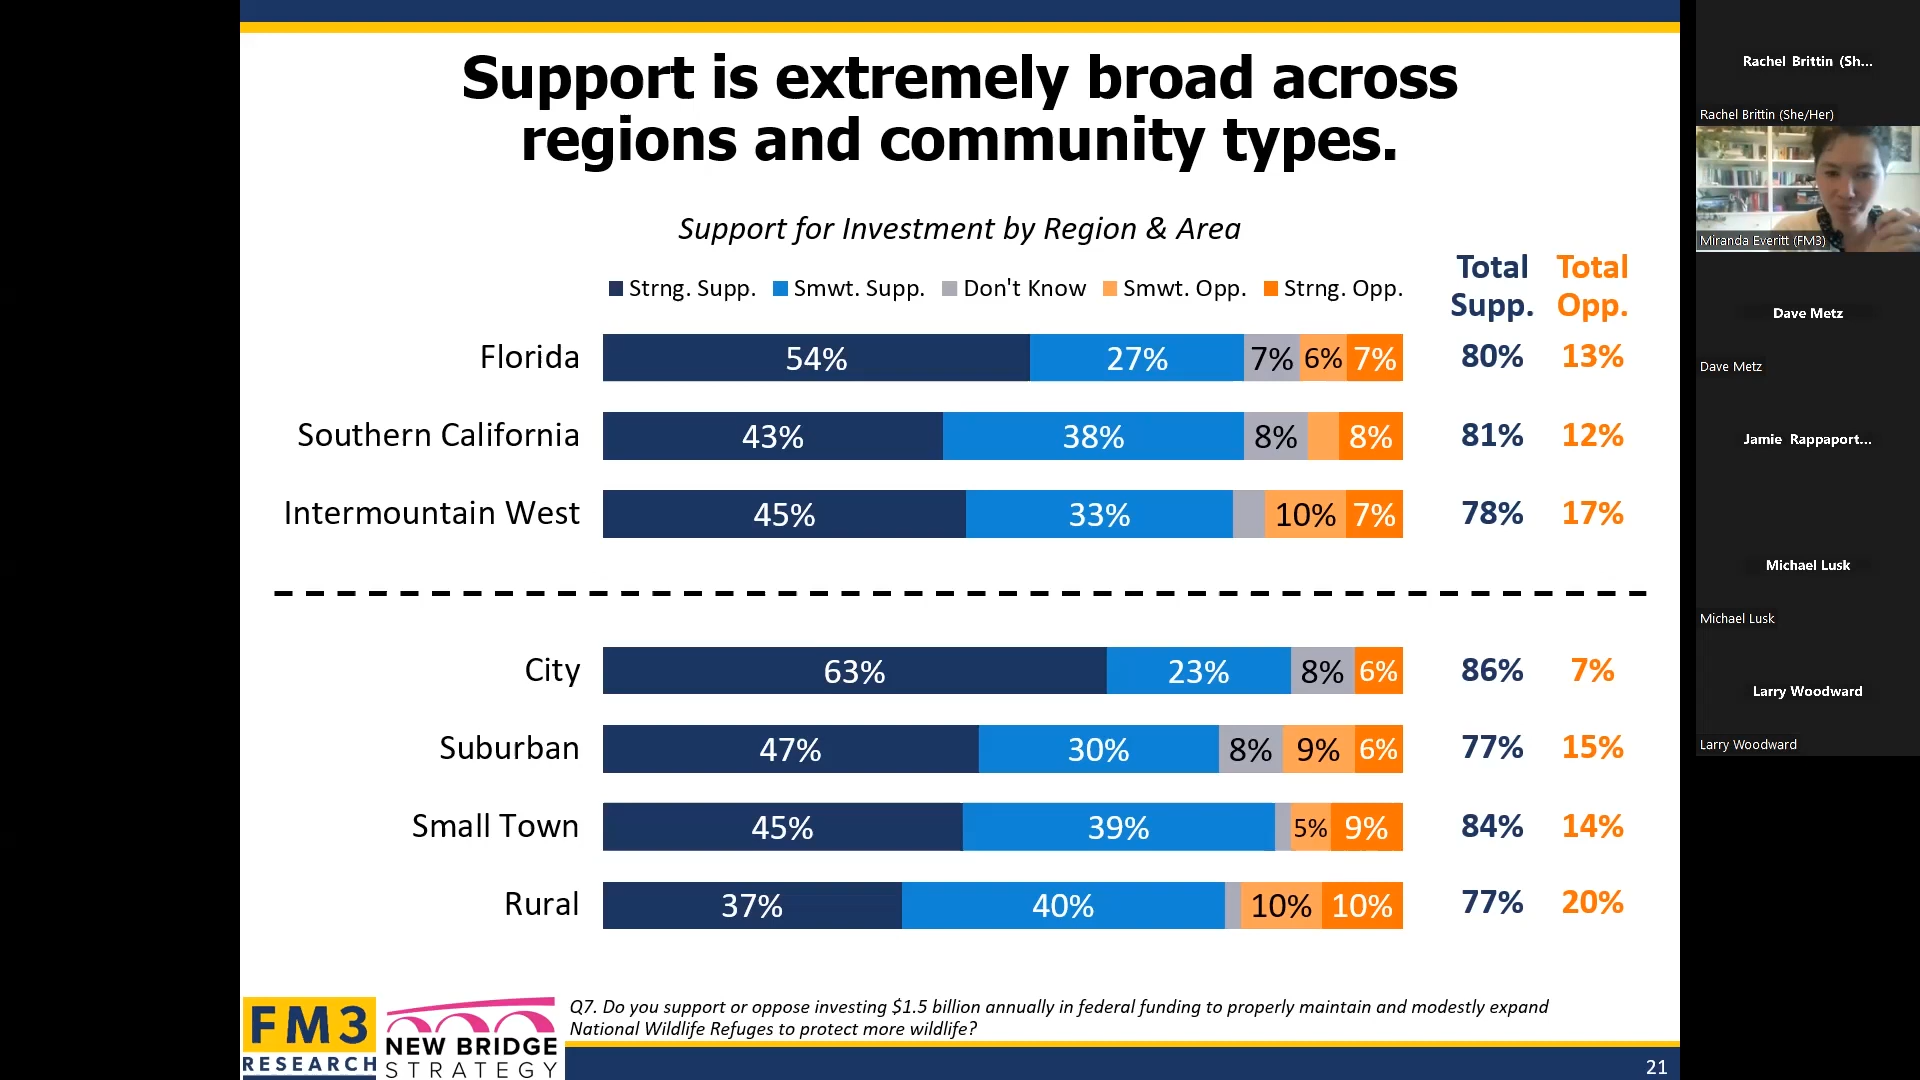 Support is extremely broad across
regions and community types.
Support for Investment by Region & Area
Strng. Supp. Smwt. Supp. Don't Know Smwt. Opp. Strng. Opp.
Total Supp.
Total Opp.
Florida 54% 27% 7% 6% 7% 80% 13%
Southern California 43% 38% 8% 8% 81% 12%
Intermountain West 45% 33% 10% 7% 78% 17%
City 63% 23% 8% 6% 86% 7%
Suburban 47% 30% 8% 9% 6% 77% 15%
Small Town 45% 39% 5% 9% 84% 14%
Rural 37% 40% 10% 10% 77% 20%
FM3
RESEARCH
NEW BRIDGE
STRATEGY
Q7. Do you support or oppose investing $1.5 billion annually in federal funding to properly maintain and modestly expand
National Wildlife Refuges to protect more wildlife?
21
Rachel Brittin (Sh...
Rachel Brittin (She/Her)
Miranda Everitt (FM3)
Dave Metz
Dave Metz
Jamie Rappaport...
Michael Lusk
Michael Lusk
Larry Woodward
Larry Woodward